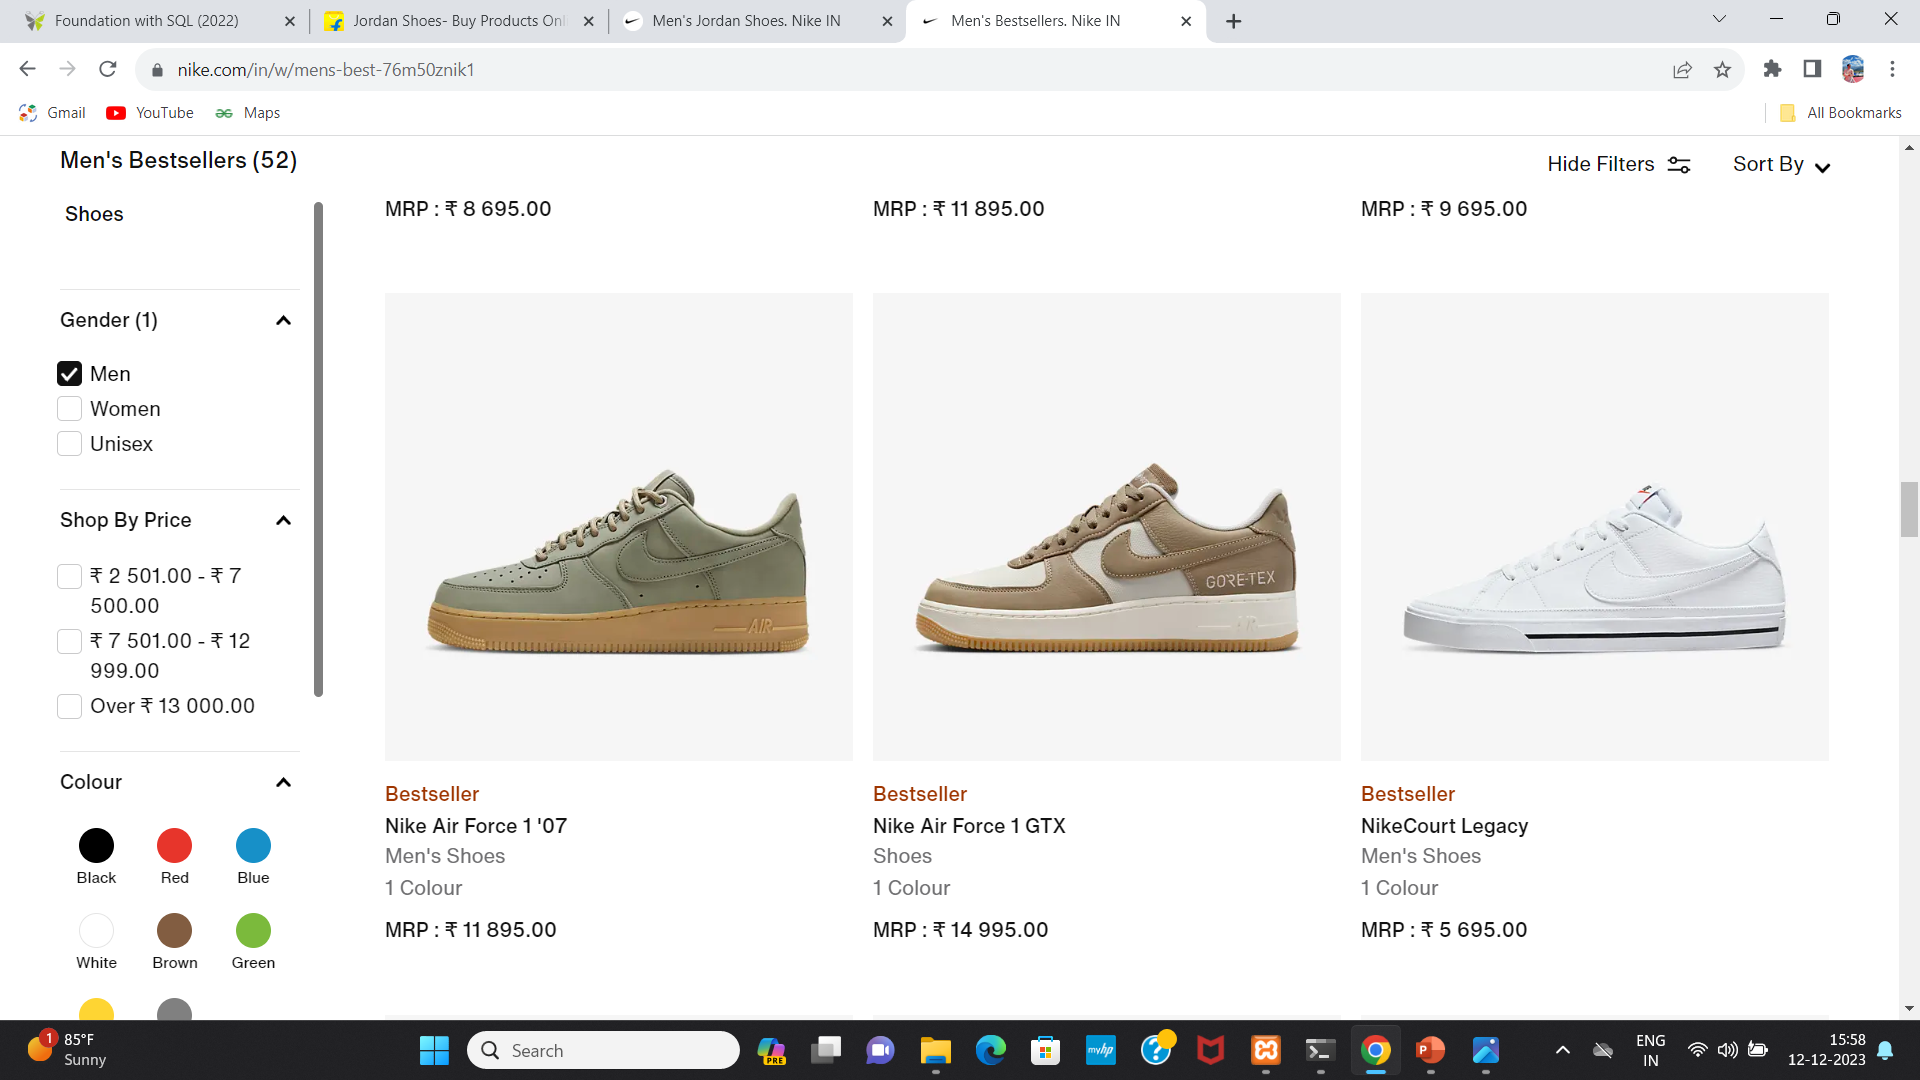 Foundation with SQL (2022)
Jordan Shoes- Buy Products Onl
Men's Jordan Shoes. Nike IN
Men's Bestsellers. Nike IN
nike.com/in/w/mens-best-76m50znik1
Gmail
YouTube
Maps
All Bookmarks
Men's Bestsellers (52)
Hide Filters
Sort By
Shoes
Gender (1)
Men
Women
Unisex
Shop By Price
₹ 2 501.00 - ₹ 7
500.00
₹ 7 501.00 - ₹ 12
999.00
Over ₹ 13 000.00
Colour
Black
Red
Blue
White
Brown
Green
MRP : ₹ 8 695.00
MRP : ₹ 11 895.00
MRP : ₹ 9 695.00
AIR
GORE-TEX
AIR
Bestseller
Nike Air Force 1 '07
Men's Shoes
1 Colour
MRP : ₹ 11 895.00
Bestseller
Nike Air Force 1 GTX
Shoes
1 Colour
MRP : ₹ 14 995.00
Bestseller
NikeCourt Legacy
Men's Shoes
1 Colour
MRP : ₹ 5 695.00
1
85°F
Sunny
Search
PRE
myhp
ENG
IN
15:58
12-12-2023